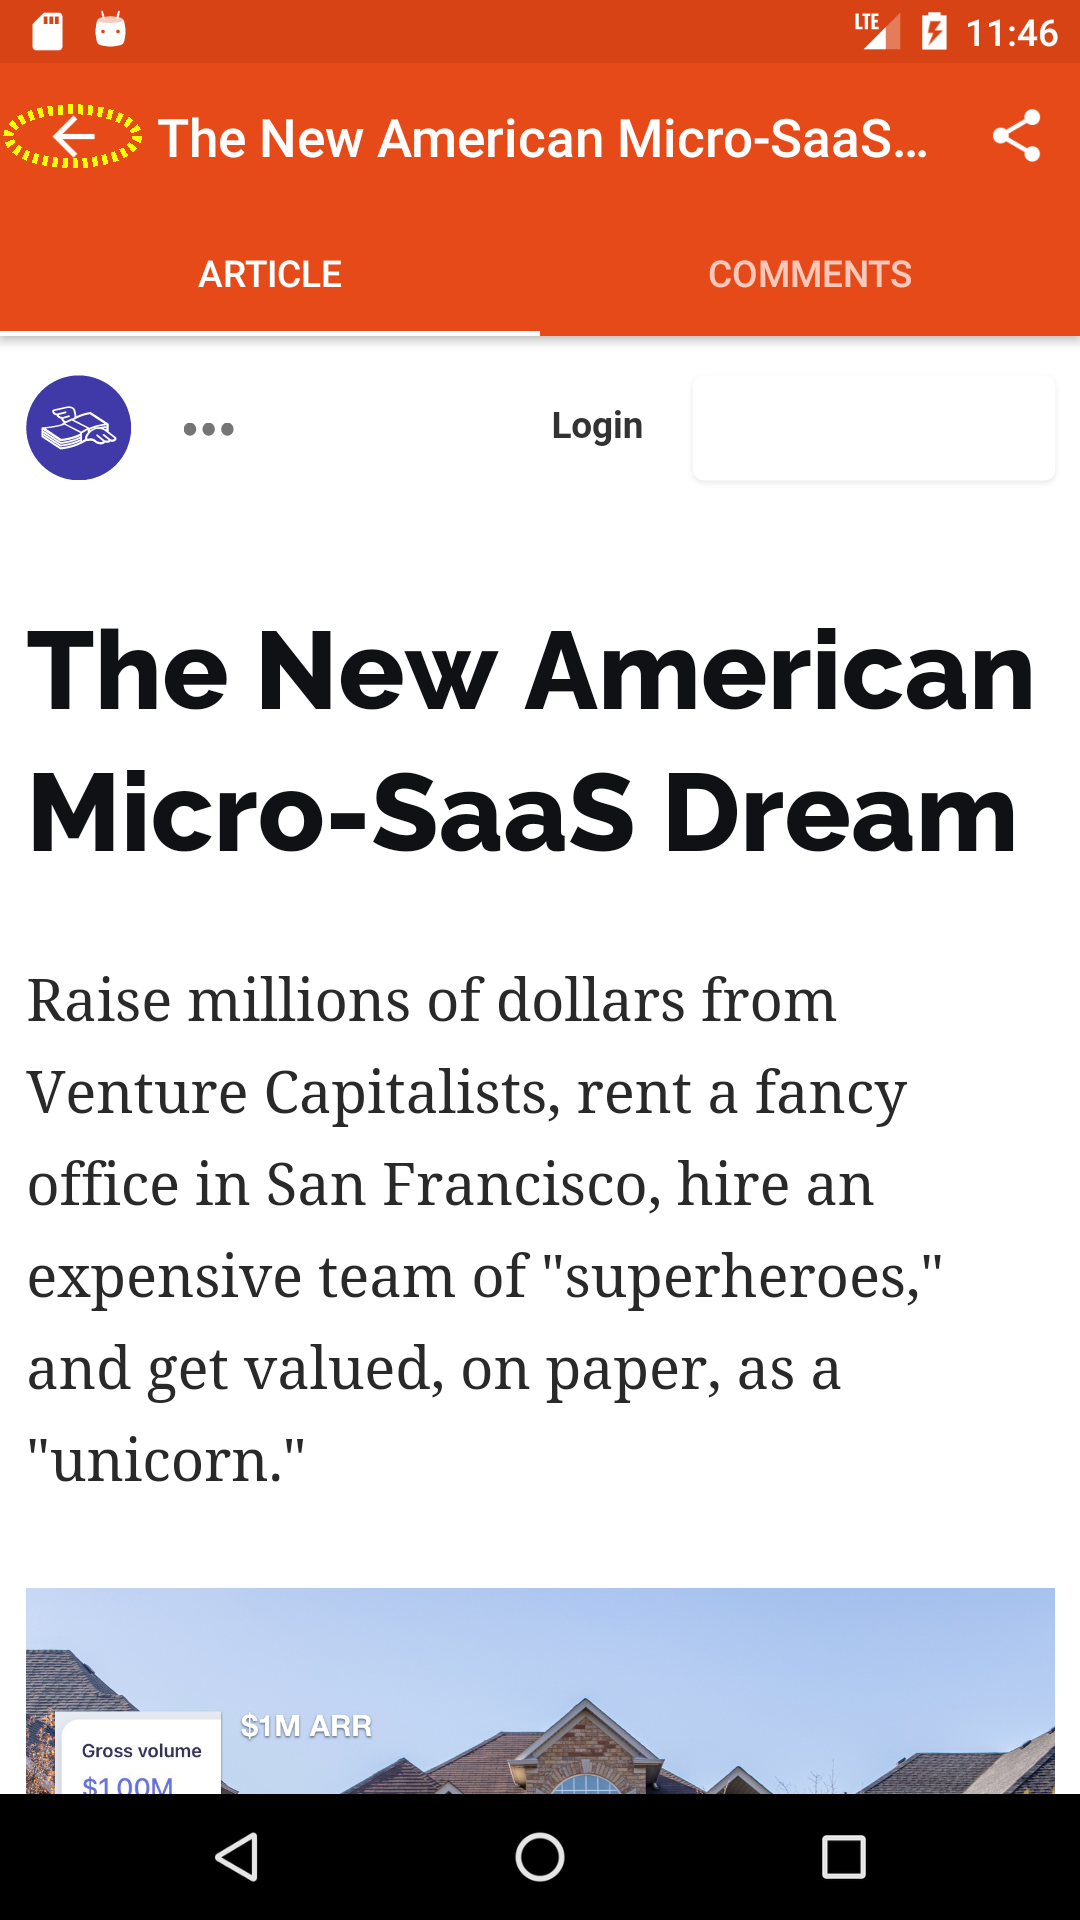 LTE 11:46
The New American Micro-SaaS...
ARTICLE COMMENTS
Login
The New American
Micro-SaaS Dream
Raise millions of dollars from
Venture Capitalists, rent a fancy
office in San Francisco, hire an
expensive team of "superheroes,"
and get valued, on paper, as a
"unicorn."
$1M ARR
Gross volume
$1.00M